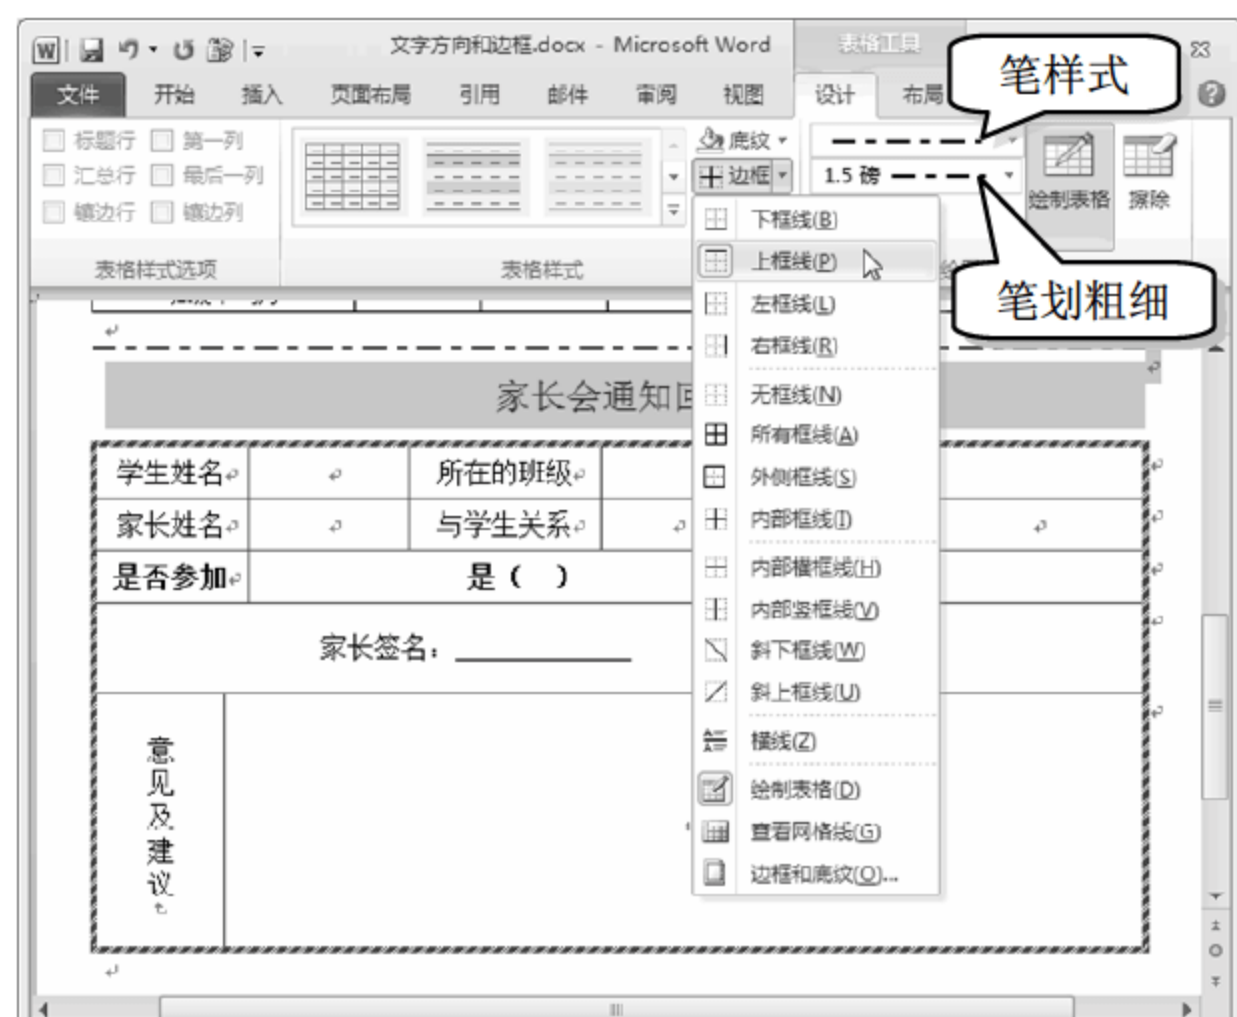 文字方向和边框.docx - Microsoft Word
表格工具
笔样式
文件 开始 插入 页面布局 引用 邮件 审阅 视图 设计 布局
标题行 第一列
汇总行 最后一列
镶边行 镶边列
表格样式选项
表格样式
底纹
边框
1.5 磅
绘制表格
擦除
笔划粗细
下框线(B)
上框线(P)
左框线(L)
右框线(R)
无框线(N)
所有框线(A)
外侧框线(S)
内部框线(I)
内部横框线(H)
内部竖框线(V)
斜下框线(W)
斜上框线(U)
横线(Z)
绘制表格(D)
查看网格线(G)
边框和底纹(O)...
家长会通知
学生姓名 所在的班级
家长姓名 与学生关系
是否参加 是（ ）
家长签名：
意
见
及
建
议